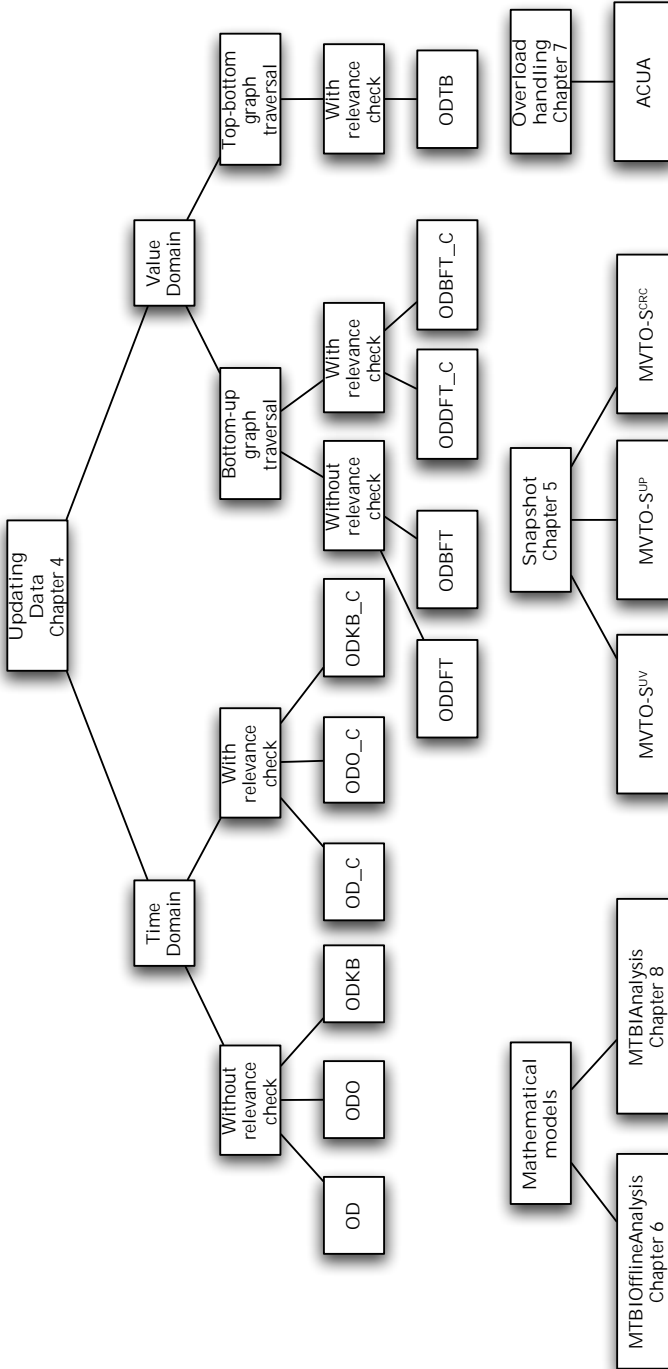 Updating
Data
Chapter 4
Time
Domain
Value
Domain
Without
relevance
check
With
relevance
check
Bottom-up
graph
traversal
Top-bottom
graph
traversal
OD
ODO
ODKB
OD_C
ODO_C
ODKB_C
Without
relevance
check
With
relevance
check
With
relevance
check
ODDFT
ODBFT
ODDFT_C
ODBFT_C
ODTB
Mathematical
models
Snapshot
Chapter 5
Overload
handling
Chapter 7
MTBIOfflineAnalysis
Chapter 6
MTBIAnalysis
Chapter 8
MVTO-S^UV
MVTO-S^UP
MVTO-S^CRC
ACUA